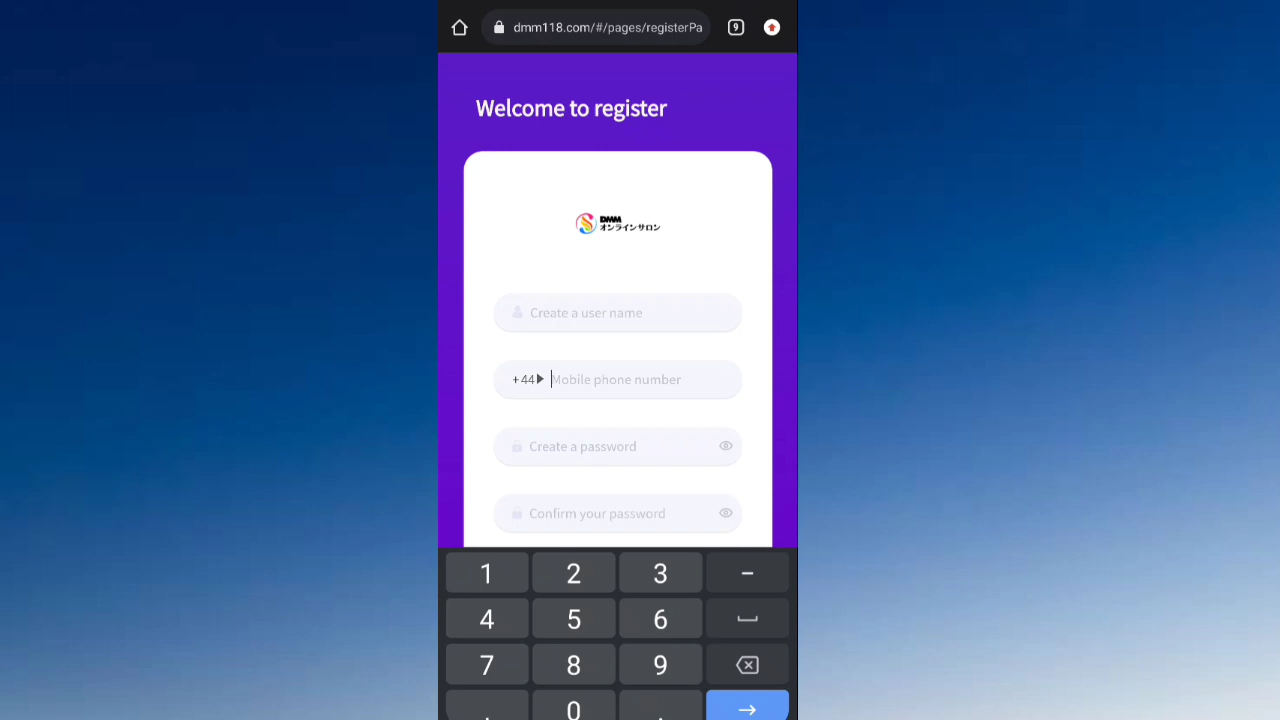 dmm118.com/#/pages/registerPa
9
Welcome to register
DMM
オンラインサロン
Create a user name
+44 Mobile phone number
Create a password
Confirm your password
1 2 3 −
4 5 6
7 8 9
, 0 .